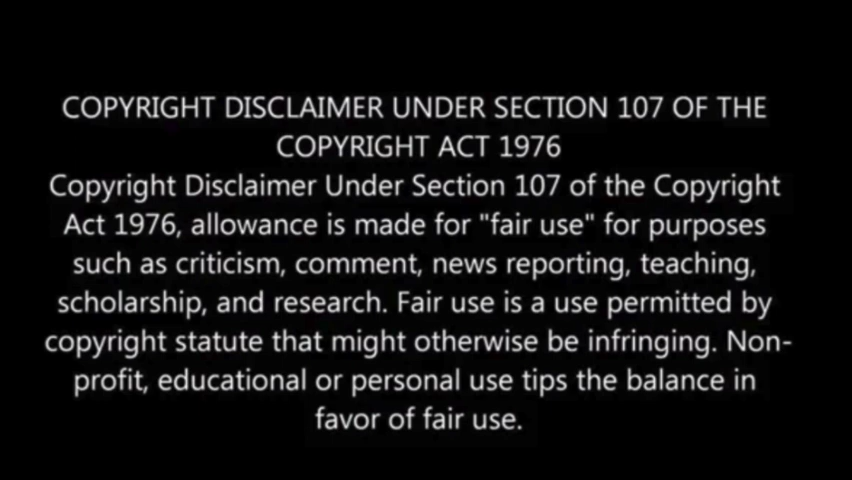 COPYRIGHT DISCLAIMER UNDER SECTION 107 OF THE
COPYRIGHT ACT 1976
Copyright Disclaimer Under Section 107 of the Copyright
Act 1976, allowance is made for "fair use" for purposes
such as criticism, comment, news reporting, teaching,
scholarship, and research. Fair use is a use permitted by
copyright statute that might otherwise be infringing. Non-
profit, educational or personal use tips the balance in
favor of fair use.